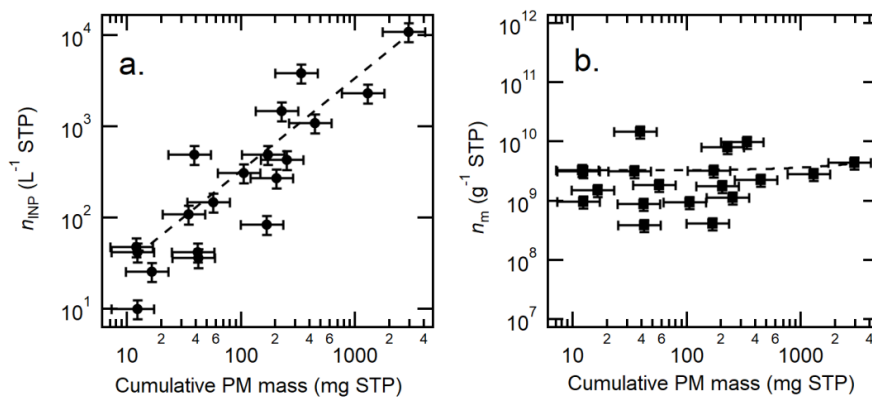 a.
n_INP (L⁻¹ STP)
10⁴
10³
10²
10¹
10 2 4 6 100 2 4 6 1000 2 4
Cumulative PM mass (mg STP)
b.
n_m (g⁻¹ STP)
10¹²
10¹¹
10¹⁰
10⁹
10⁸
10⁷
10 2 4 6 100 2 4 6 1000 2 4
Cumulative PM mass (mg STP)